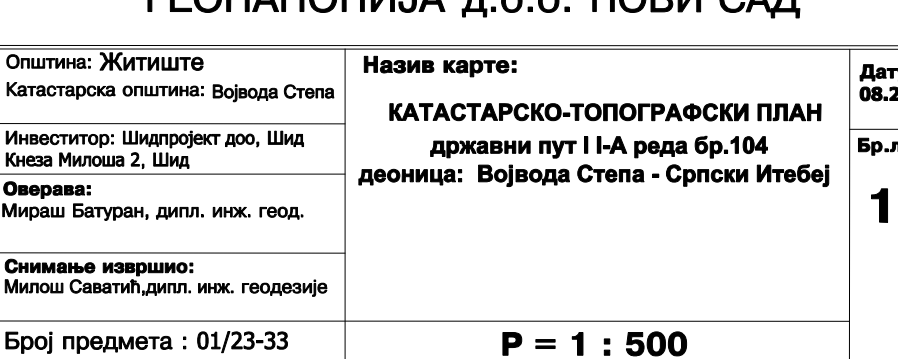 д.о.о. НОВИ САД
Општина: Житиште
Катастарска општина: Војвода Степа
Инвеститор: Шидпројект доо, Шид
Кнеза Милоша 2, Шид
Оверава:
Мираш Батуран, дипл. инж. геод.
Снимање извршио:
Милош Саватић,дипл. инж. геодезије
Број предмета : 01/23-33
Назив карте:
КАТАСТАРСКО-ТОПОГРАФСКИ ПЛАН
државни пут I I-А реда бр.104
деоница: Војвода Степа - Српски Итебеј
Р = 1 : 500
1